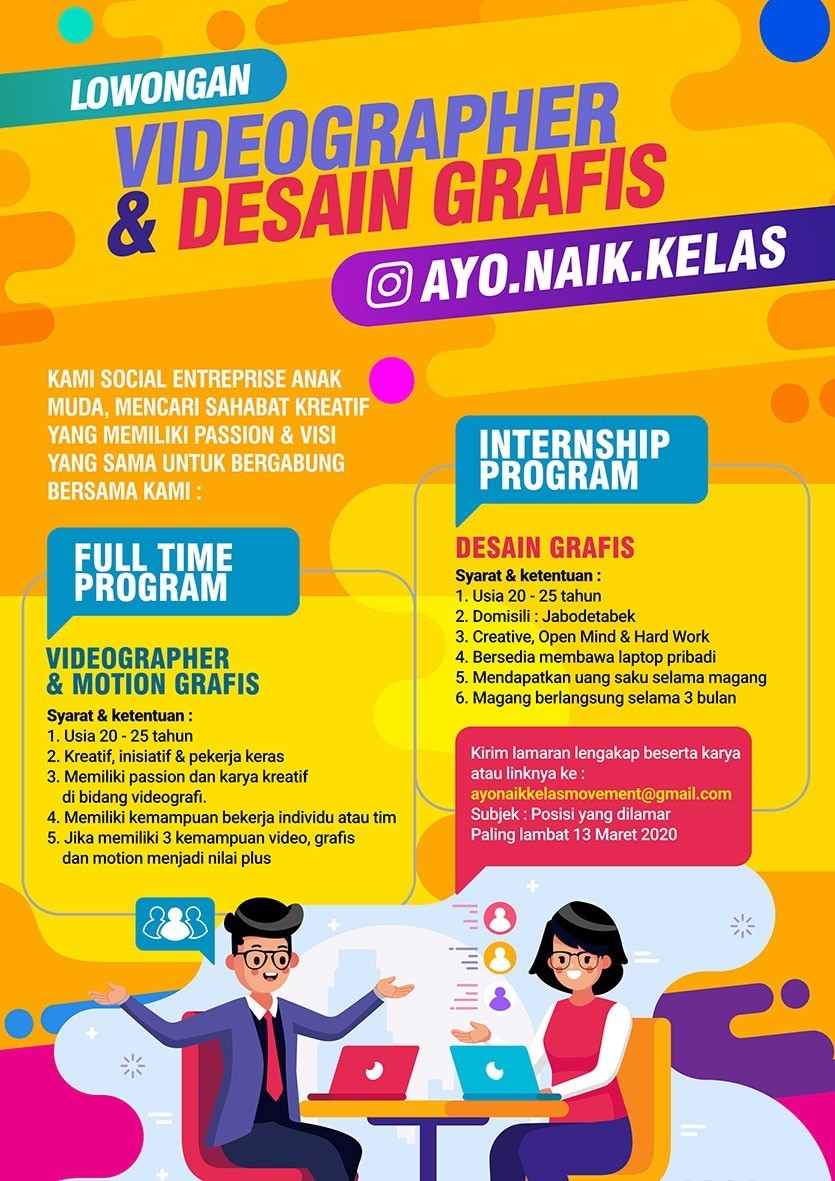 LOWONGAN
VIDEOGRAPHER
& DESAIN GRAFIS
AYO.NAIK.KELAS
KAMI SOCIAL ENTREPRISE ANAK
MUDA, MENCARI SAHABAT KREATIF
YANG MEMILIKI PASSION & VISI
YANG SAMA UNTUK BERGABUNG
BERSAMA KAMI :
FULL TIME
PROGRAM
VIDEOGRAPHER
& MOTION GRAFIS
Syarat & ketentuan :
1. Usia 20 - 25 tahun
2. Kreatif, inisiatif & pekerja keras
3. Memiliki passion dan karya kreatif
di bidang videografi.
4. Memiliki kemampuan bekerja individu atau tim
5. Jika memiliki 3 kemampuan video, grafis
dan motion menjadi nilai plus
INTERNSHIP
PROGRAM
DESAIN GRAFIS
Syarat & ketentuan :
1. Usia 20 - 25 tahun
2. Domisili : Jabodetabek
3. Creative, Open Mind & Hard Work
4. Bersedia membawa laptop pribadi
5. Mendapatkan uang saku selama magang
6. Magang berlangsung selama 3 bulan
Kirim lamaran lengakap beserta karya
atau linknya ke :
ayonaikkelasmovement@gmail.com
Subjek : Posisi yang dilamar
Paling lambat 13 Maret 2020